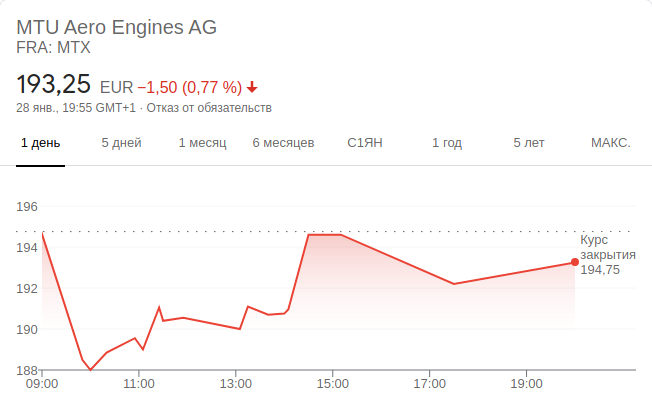 MTU Aero Engines AG
FRA: MTX
193,25 EUR −1,50 (0,77 %)
28 янв., 19:55 GMT+1 · Отказ от обязательств
1 день 5 дней 1 месяц 6 месяцев С1ЯН 1 год 5 лет МАКС.
196
194
192
190
188
Курс
закрытия
194,75
09:00 11:00 13:00 15:00 17:00 19:00